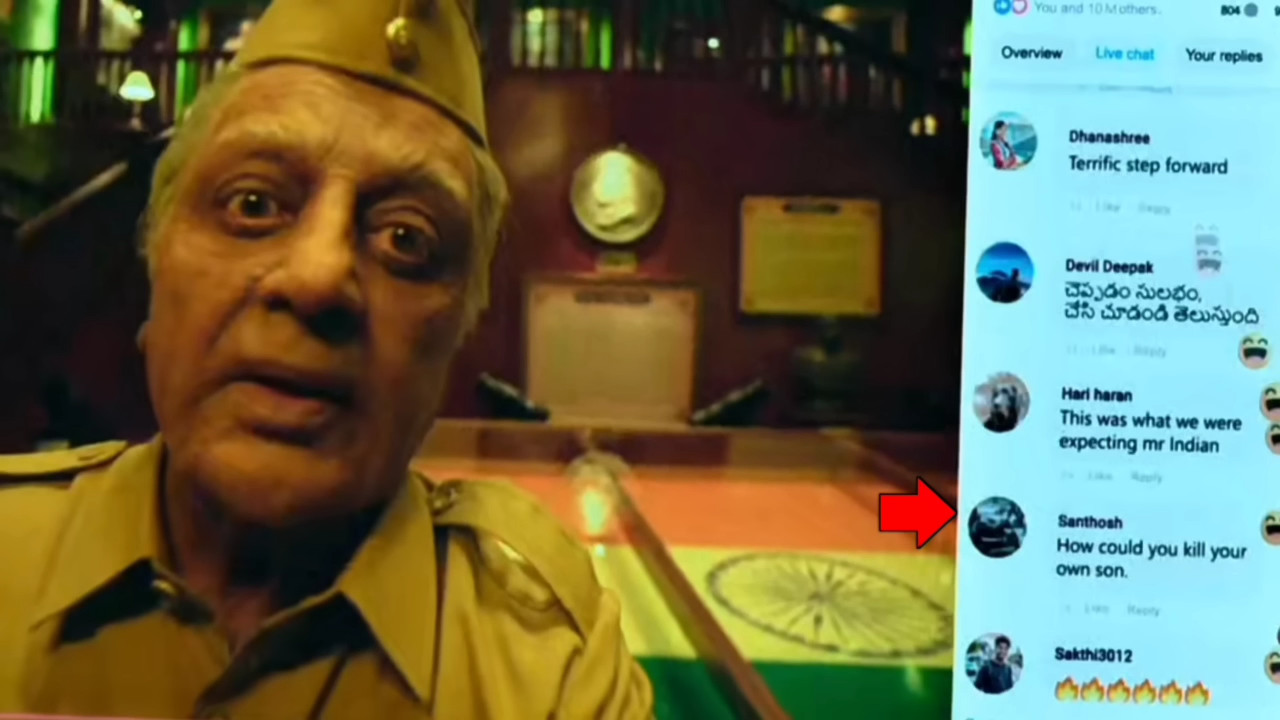 You and 10M others.
804
Overview Live chat Your replies
Dhanashree
Terrific step forward
Like Reply
Devil Deepak
చెప్పడం సులభం,
చేసి చూడండి తెలుస్తుంది
Like Reply
Hari haran
This was what we were
expecting mr Indian
Like Reply
Santhosh
How could you kill your
own son.
Like Reply
Sakthi3012
🔥🔥🔥🔥🔥🔥